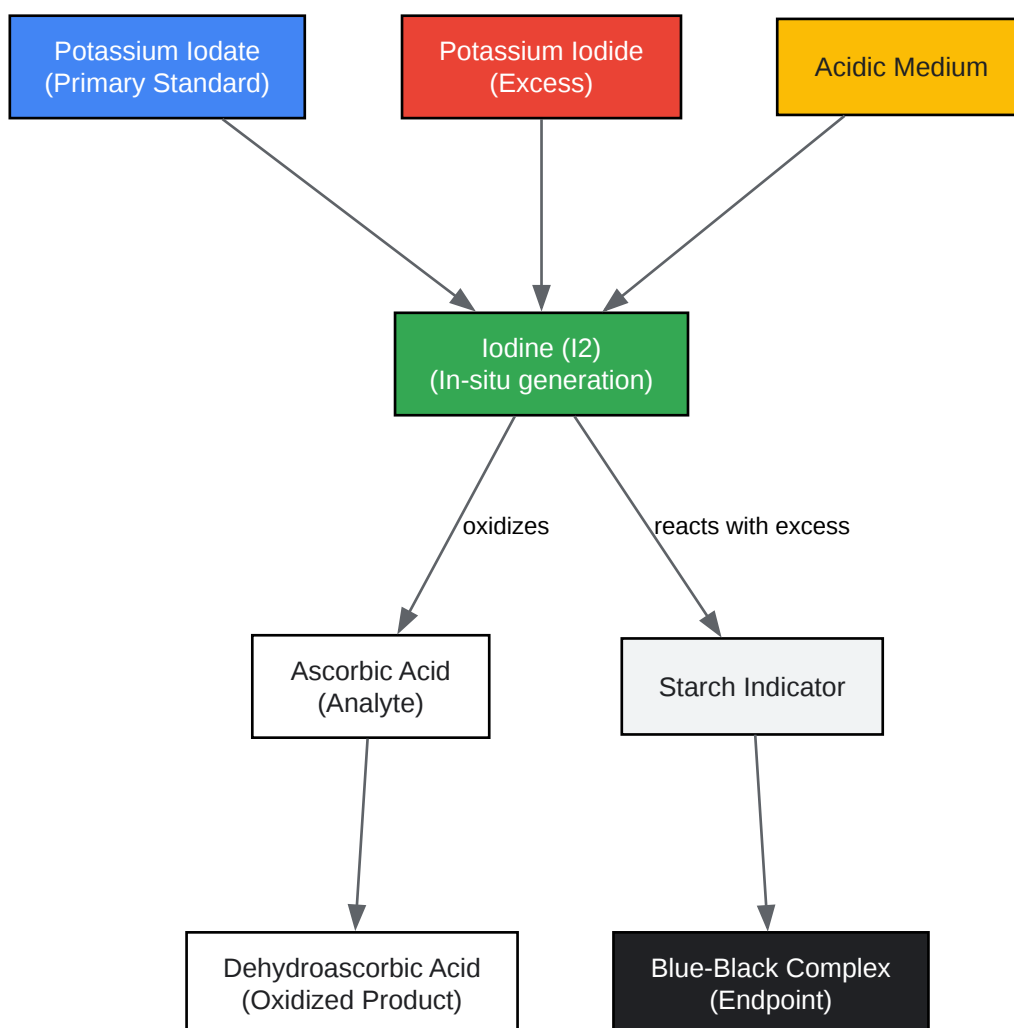 Potassium Iodate
(Primary Standard)
Potassium Iodide
(Excess)
Acidic Medium
Iodine (I2)
(In-situ generation)
oxidizes
reacts with excess
Ascorbic Acid
(Analyte)
Starch Indicator
Dehydroascorbic Acid
(Oxidized Product)
Blue-Black Complex
(Endpoint)